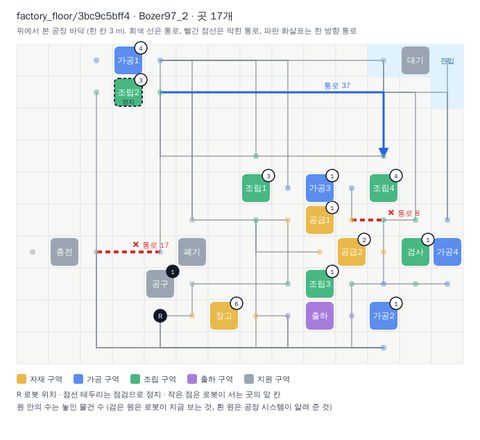 factory_floor/3bc9c5bff4 · Bozer97_2 · 곳 17개
위에서 본 공장 바닥 (한 칸 3 m). 회색 선은 통로, 빨간 점선은 막힌 통로, 파란 화살표는 한 방향 통로
가공1 4 대기 진입
조립2 3
통로 37
조립1 3 가공3 1 조립4 4
공급1 1 ✕ 통로 8
충전 ✕ 통로 17 폐기 공급2 2 검사 1 가공4
공구 1 조립3 1
R 창고 6 출하 가공2 1
자재 구역 가공 구역 조립 구역 출하 구역 지원 구역
R 로봇 위치 · 점선 테두리는 점검으로 정지 · 작은 점은 로봇이 서는 곳의 앞 칸
원 안의 수는 놓인 물건 수 (검은 원은 로봇이 지금 보는 것, 흰 원은 공장 시스템이 알려 준 것)